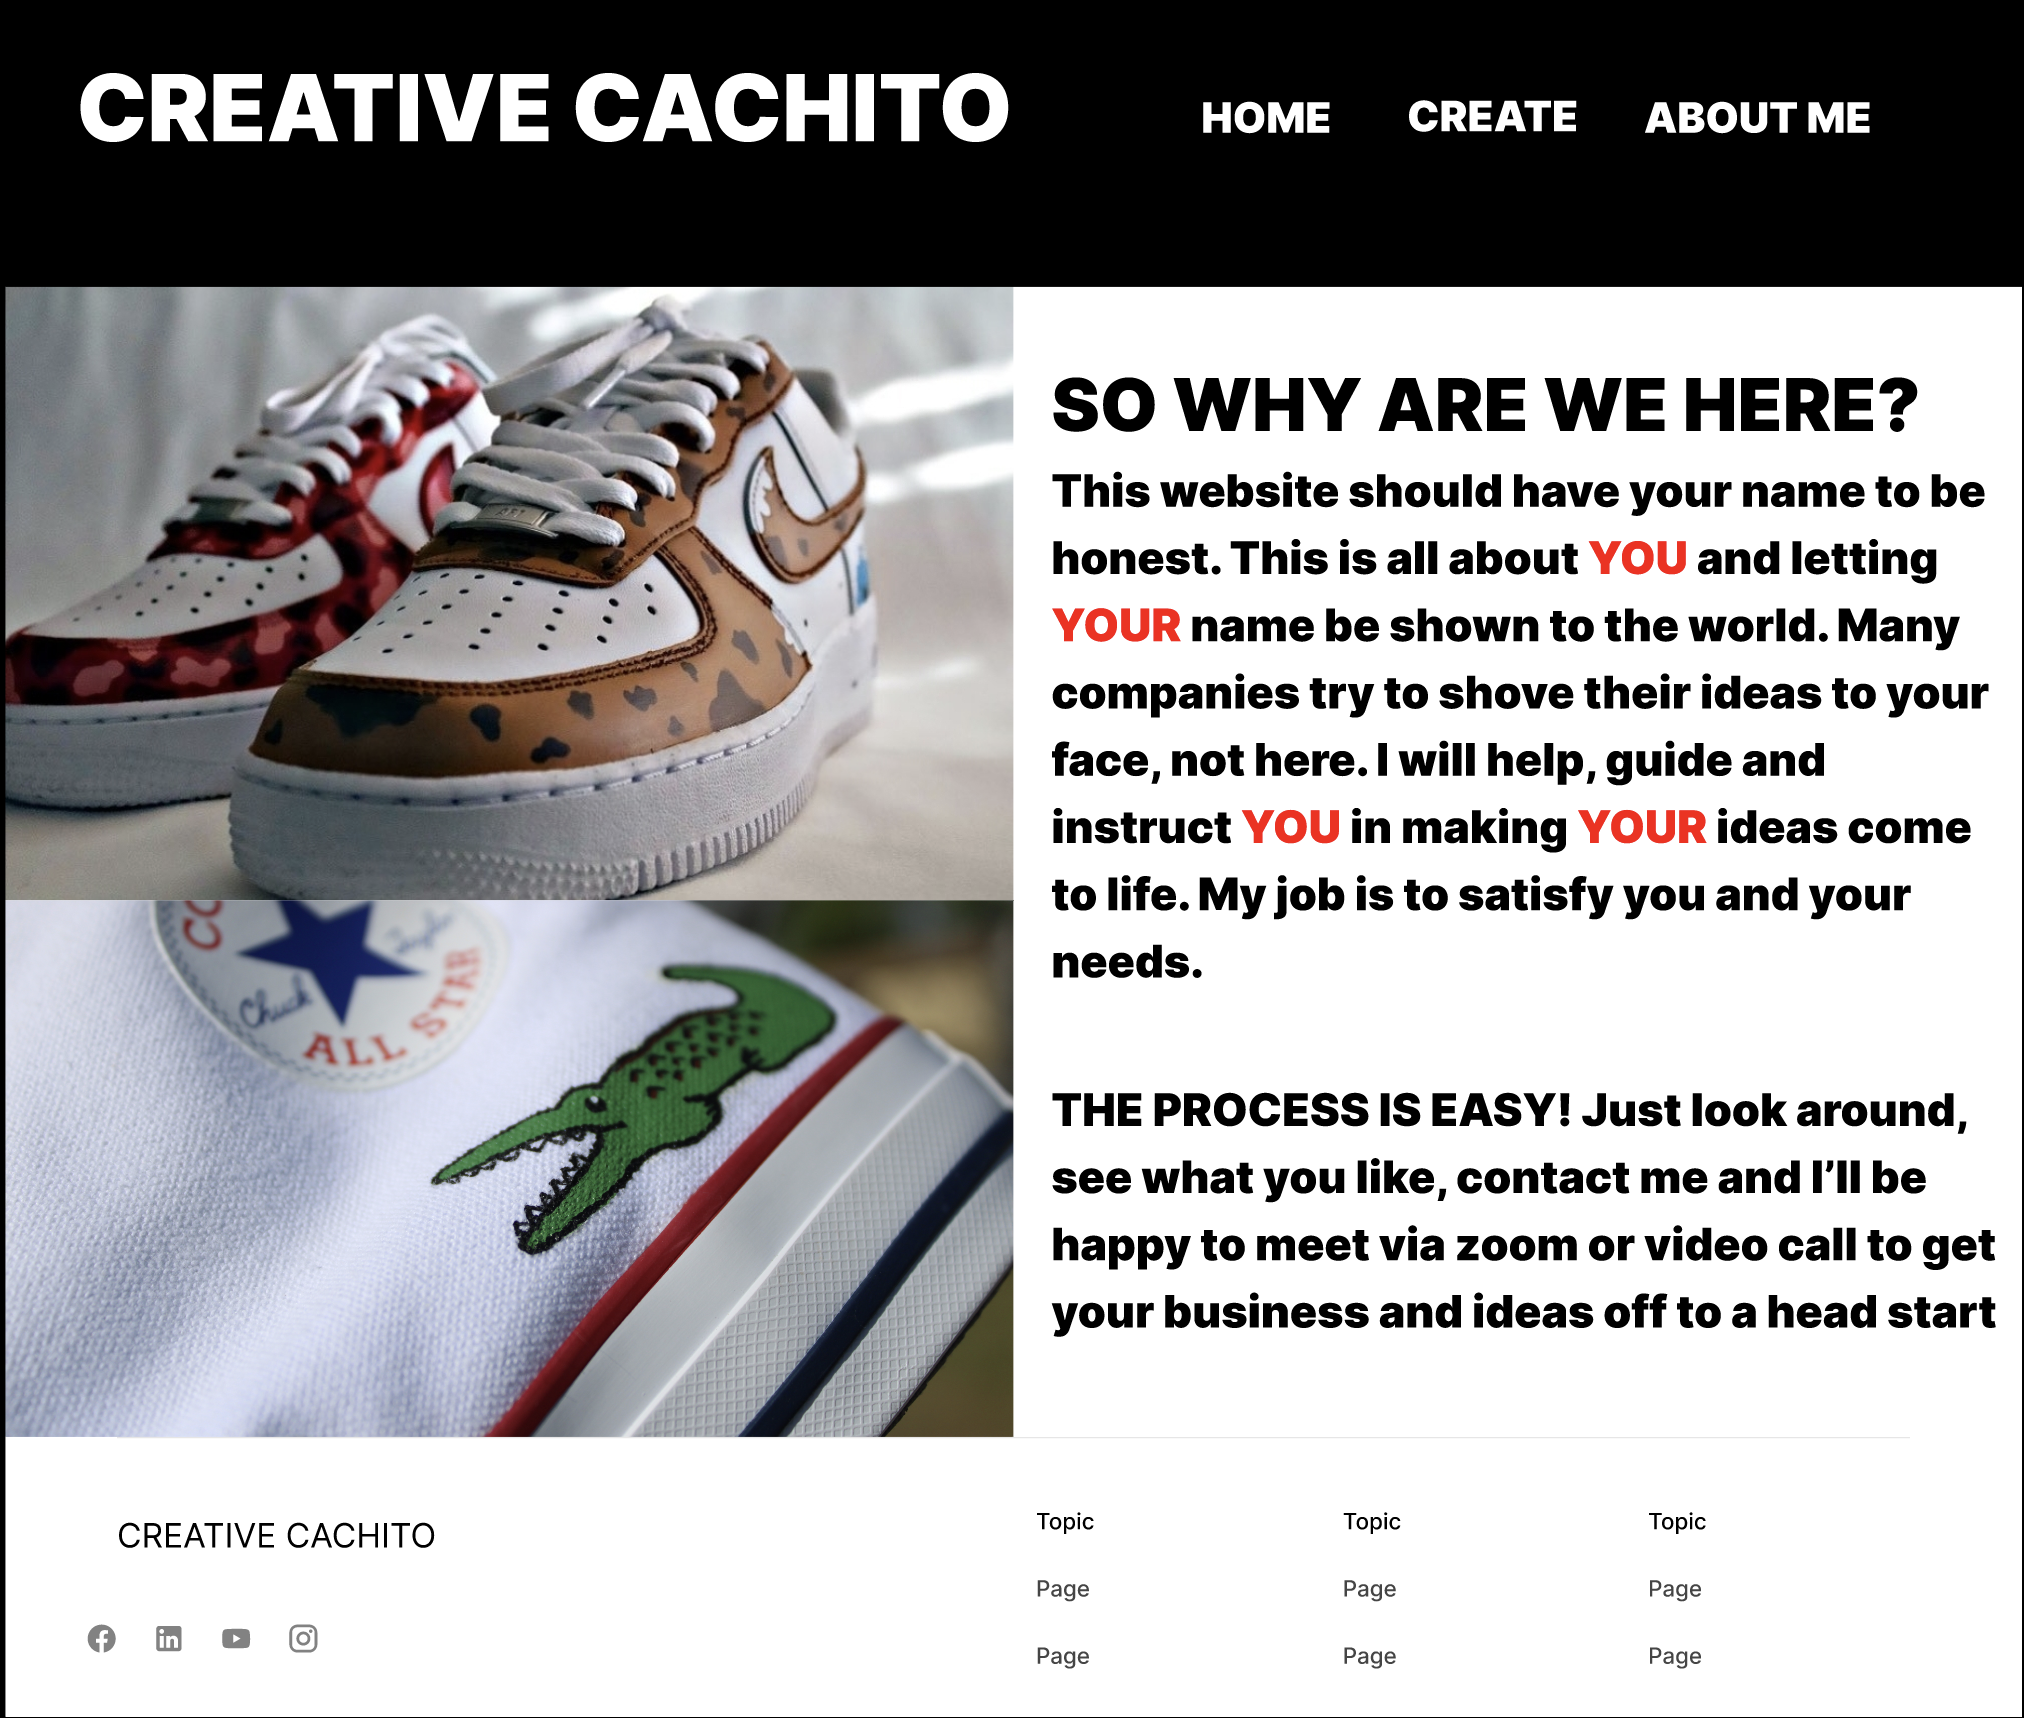 CREATIVE CACHITO
HOME CREATE ABOUT ME
SO WHY ARE WE HERE?
This website should have your name to be
honest. This is all about YOU and letting
YOUR name be shown to the world. Many
companies try to shove their ideas to your
face, not here. I will help, guide and
instruct YOU in making YOUR ideas come
to life. My job is to satisfy you and your
needs.
THE PROCESS IS EASY! Just look around,
see what you like, contact me and I’ll be
happy to meet via zoom or video call to get
your business and ideas off to a head start
AF1
CO
Chuck Taylor
ALL STAR
CREATIVE CACHITO
Topic Topic Topic
Page Page Page
Page Page Page